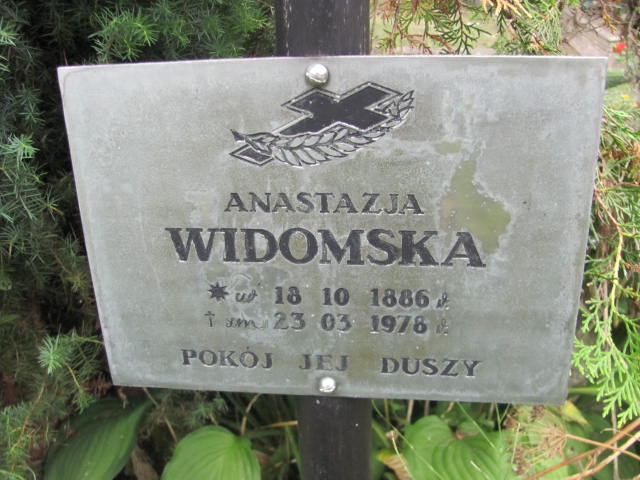 ANASTAZJA
WIDOMSKA
* ur 18 10 1886 r.
† zm 23 03 1978 r.
POKÓJ JEJ DUSZY